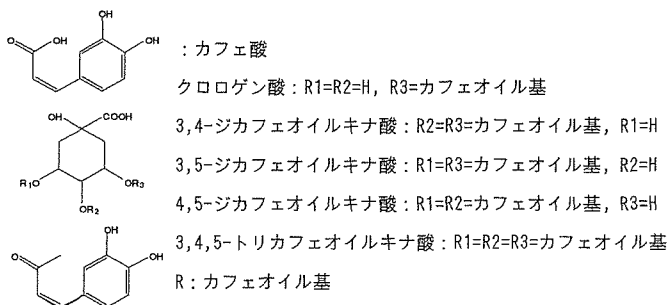 OH
O
OH
OH
：カフェ酸
クロロゲン酸：R1=R2=H, R3=カフェオイル基
HO
COOH
R₁O
OR₃
OR₂
3,4-ジカフェオイルキナ酸：R2=R3=カフェオイル基, R1=H
3,5-ジカフェオイルキナ酸：R1=R3=カフェオイル基, R2=H
4,5-ジカフェオイルキナ酸：R1=R2=カフェオイル基, R3=H
3,4,5-トリカフェオイルキナ酸：R1=R2=R3=カフェオイル基
OH
O
OH
R：カフェオイル基